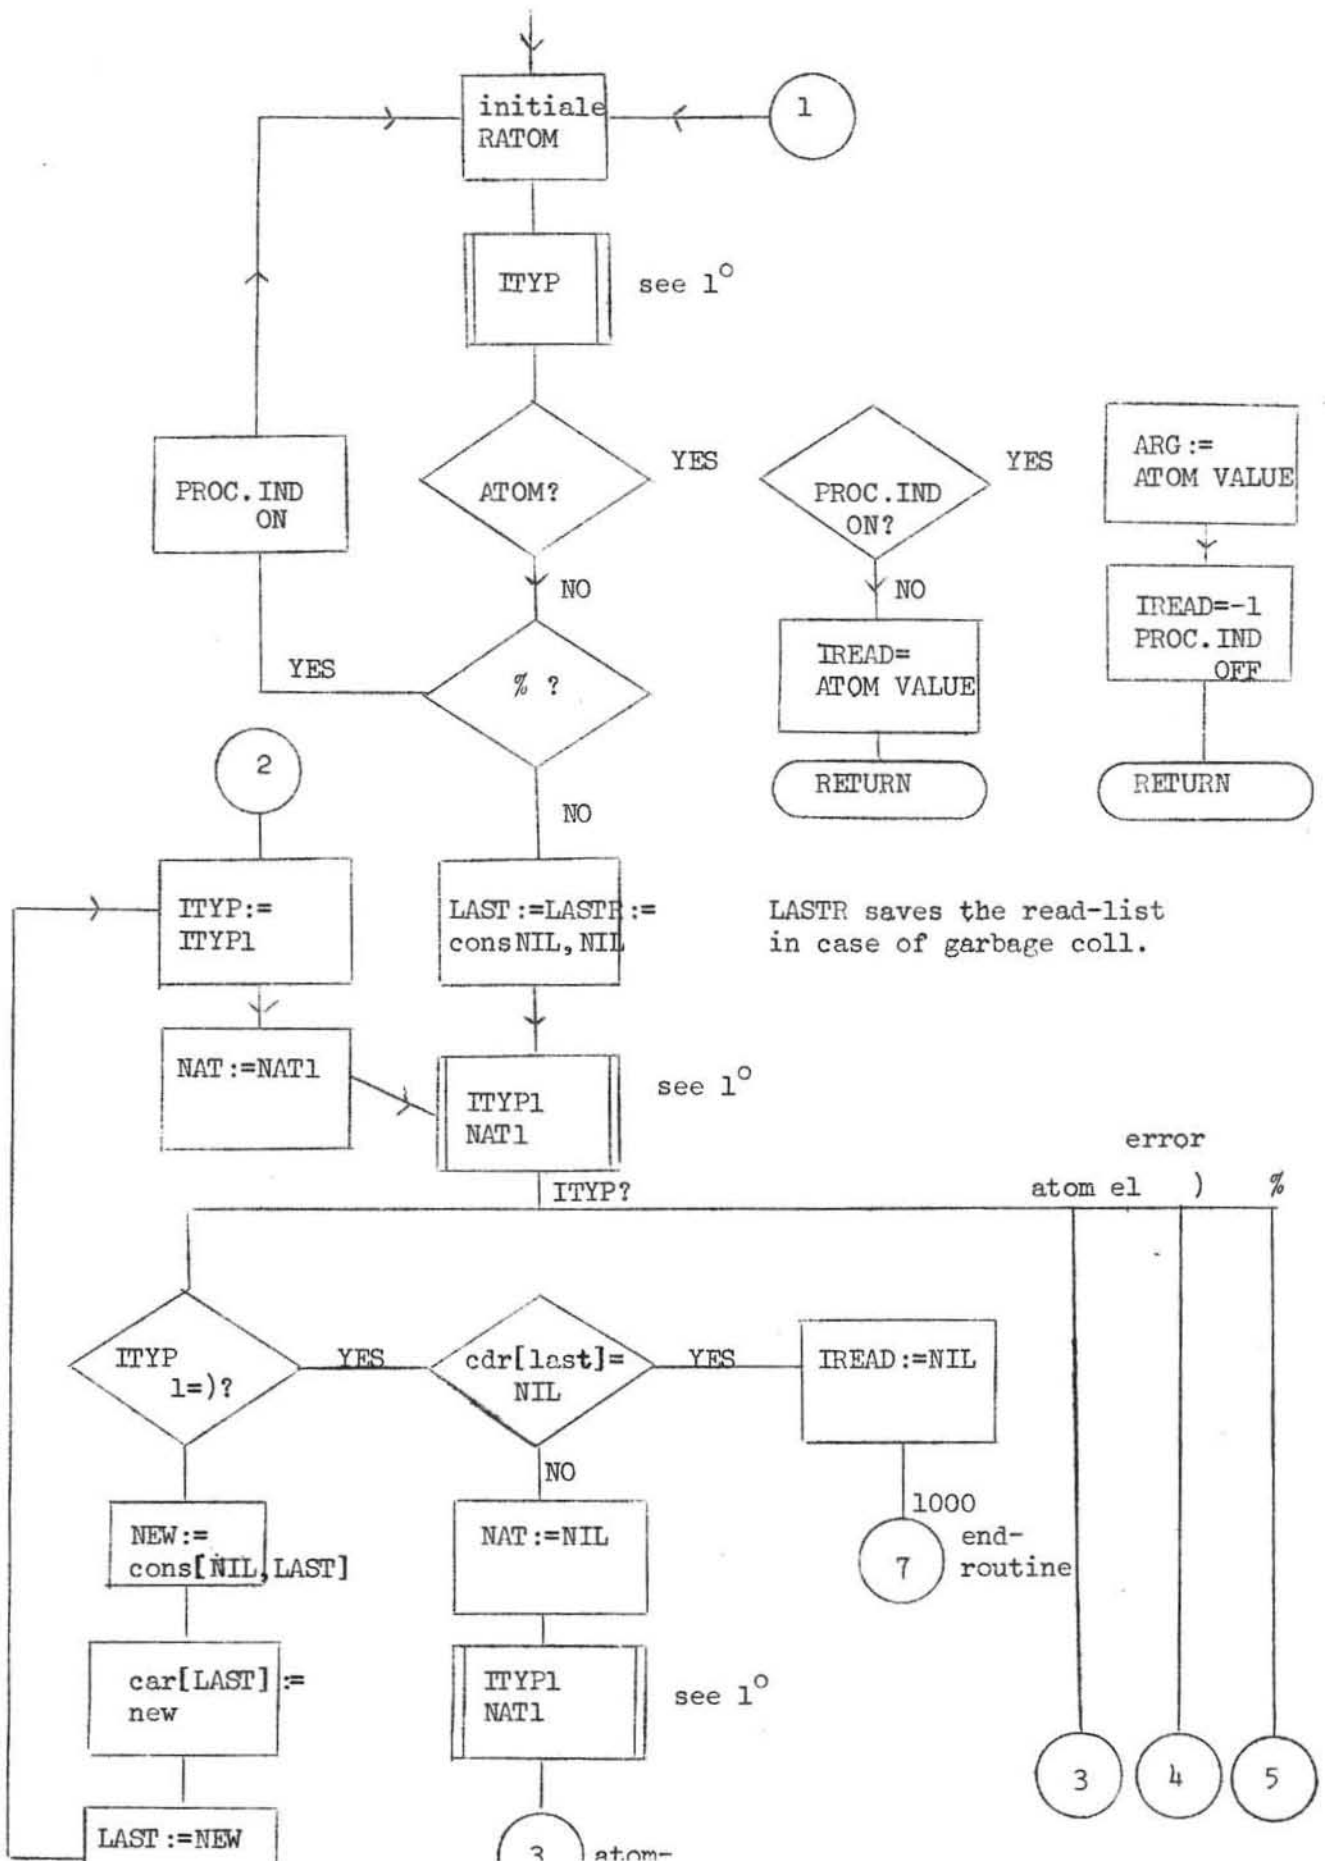 initiale
RATOM
1
ITYP
see 1°
PROC.IND
ON
ATOM?
YES
PROC.IND
ON?
YES
ARG:=
ATOM VALUE
NO
NO
IREAD=
ATOM VALUE
IREAD=-1
PROC.IND
OFF
YES
% ?
RETURN
RETURN
2
NO
ITYP:=
ITYP1
LAST:=LASTR:=
consNIL,NIL
LASTR saves the read-list
in case of garbage coll.
NAT:=NAT1
ITYP1
NAT1
see 1°
error
ITYP?
atom el ) %
ITYP
1=)?
YES
cdr[last]=
NIL
YES
IREAD:=NIL
NO
1000
NEW:=
cons[NIL,LAST]
NAT:=NIL
7
end-
routine
car[LAST]:=
new
ITYP1
NAT1
see 1°
3
4
5
LAST:=NEW
3
atom-